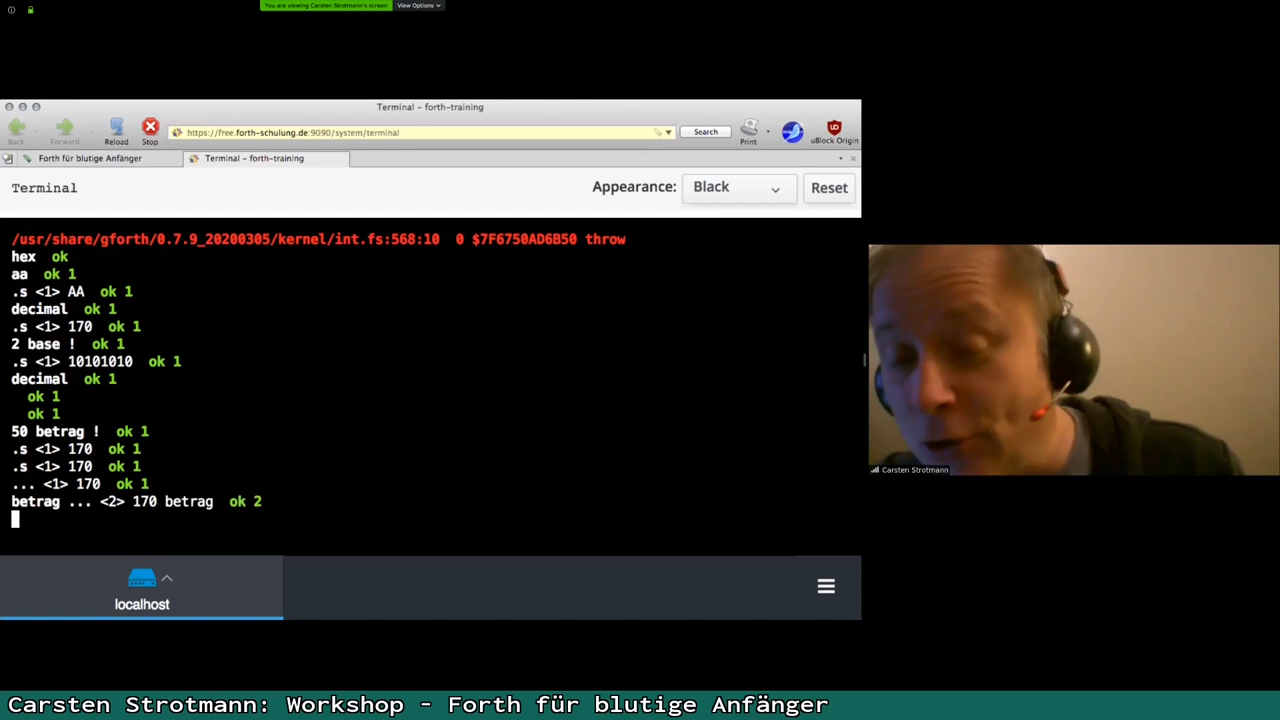 You are viewing Carsten Strotmann's screen
View Options
Terminal - forth-training
Back
Forward
Reload
Stop
https://free.forth-schulung.de:9090/system/terminal
Search
Print
uBlock Origin
Forth für blutige Anfänger
Terminal - forth-training
Terminal
Appearance:
Black
Reset
/usr/share/gforth/0.7.9_20200305/kernel/int.fs:568:10  0 $7F6750AD6B50 throw
hex  ok
aa  ok 1
.s <1> AA  ok 1
decimal  ok 1
.s <1> 170  ok 1
2 base !  ok 1
.s <1> 10101010  ok 1
decimal  ok 1
ok 1
ok 1
50 betrag !  ok 1
.s <1> 170  ok 1
.s <1> 170  ok 1
... <1> 170  ok 1
betrag ... <2> 170 betrag  ok 2
localhost
Carsten Strotmann
Carsten Strotmann: Workshop - Forth für blutige Anfänger